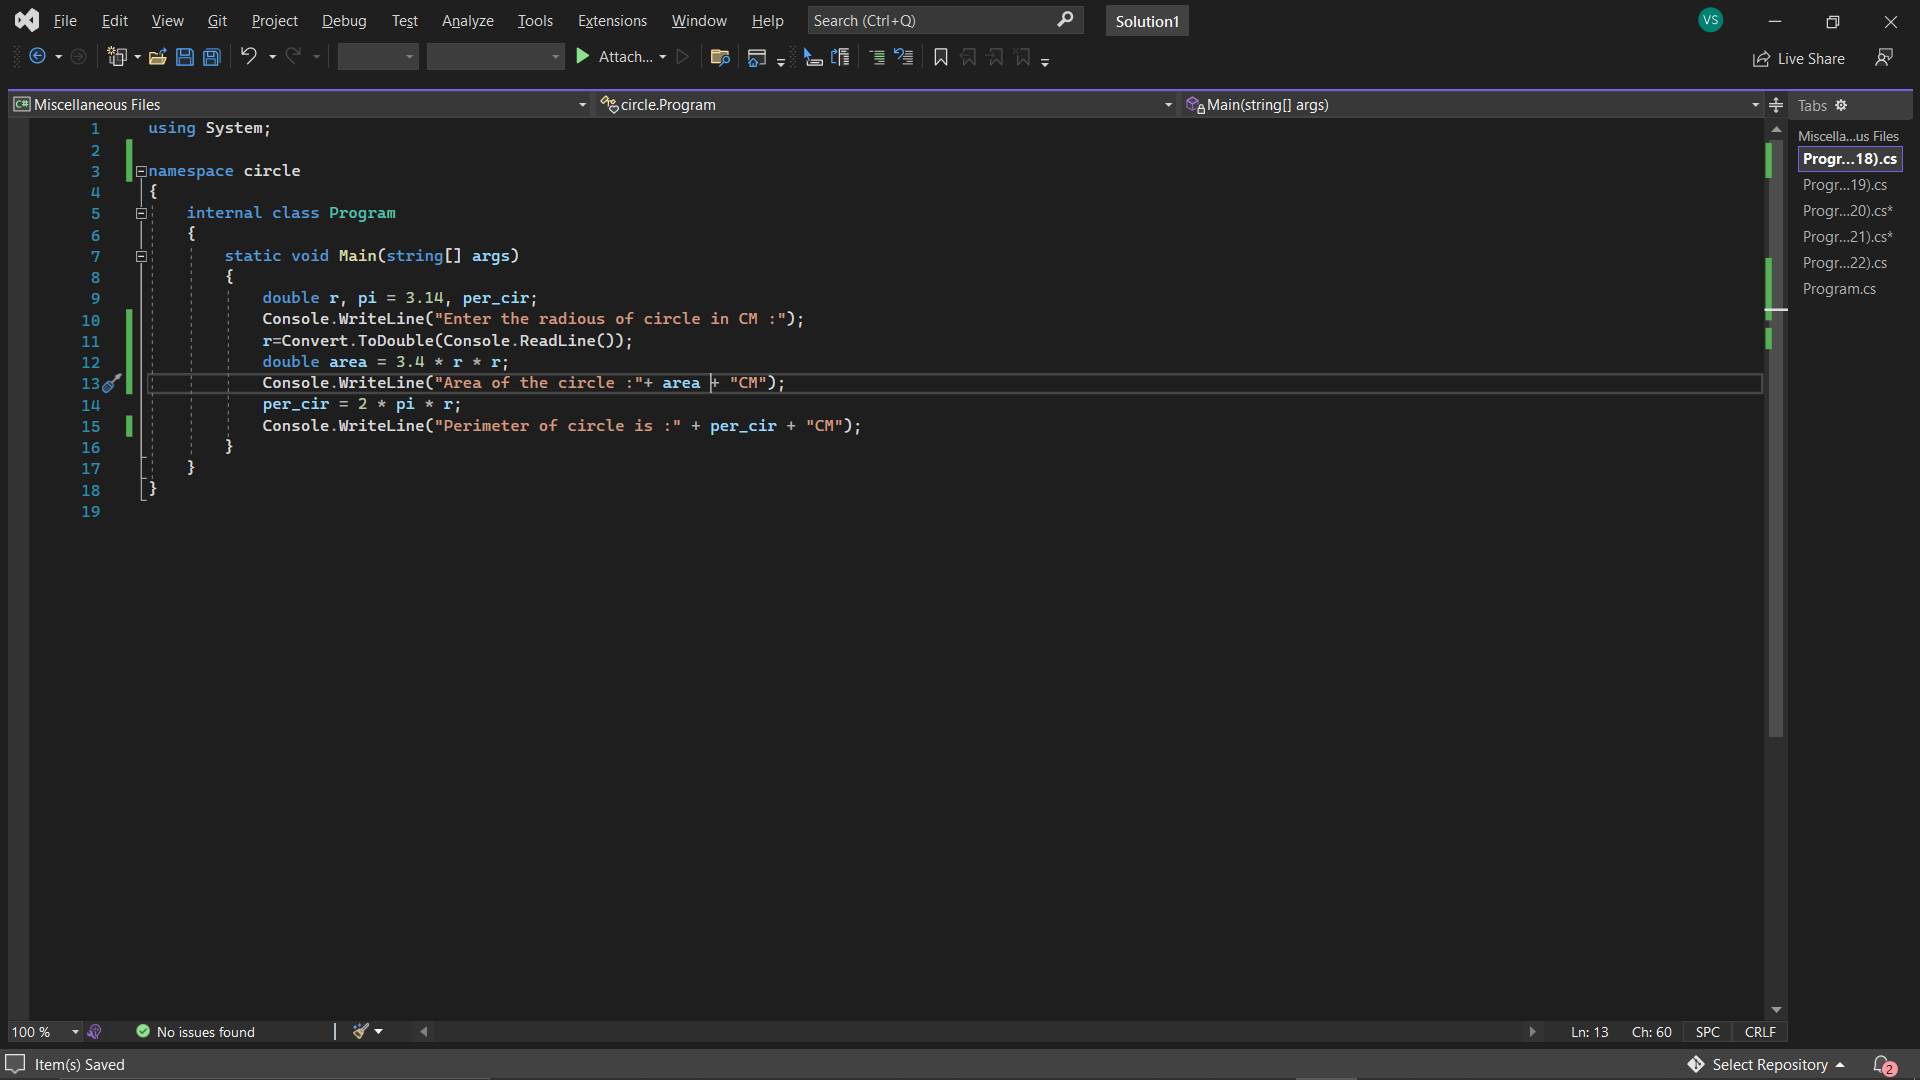 File Edit View Git Project Debug Test Analyze Tools Extensions Window Help Search (Ctrl+Q) Solution1 VS
Attach... Live Share
C# Miscellaneous Files circle.Program Main(string[] args) Tabs
1 using System;
2
3 namespace circle
4 {
5 internal class Program
6 {
7 static void Main(string[] args)
8 {
9 double r, pi = 3.14, per_cir;
10 Console.WriteLine("Enter the radious of circle in CM :");
11 r=Convert.ToDouble(Console.ReadLine());
12 double area = 3.4 * r * r;
13 Console.WriteLine("Area of the circle :"+ area + "CM");
14 per_cir = 2 * pi * r;
15 Console.WriteLine("Perimeter of circle is :" + per_cir + "CM");
16 }
17 }
18 }
19
Miscella...us Files
Progr...18).cs
Progr...19).cs
Progr...20).cs*
Progr...21).cs*
Progr...22).cs
Program.cs
100 % No issues found Ln: 13 Ch: 60 SPC CRLF
Item(s) Saved Select Repository 2